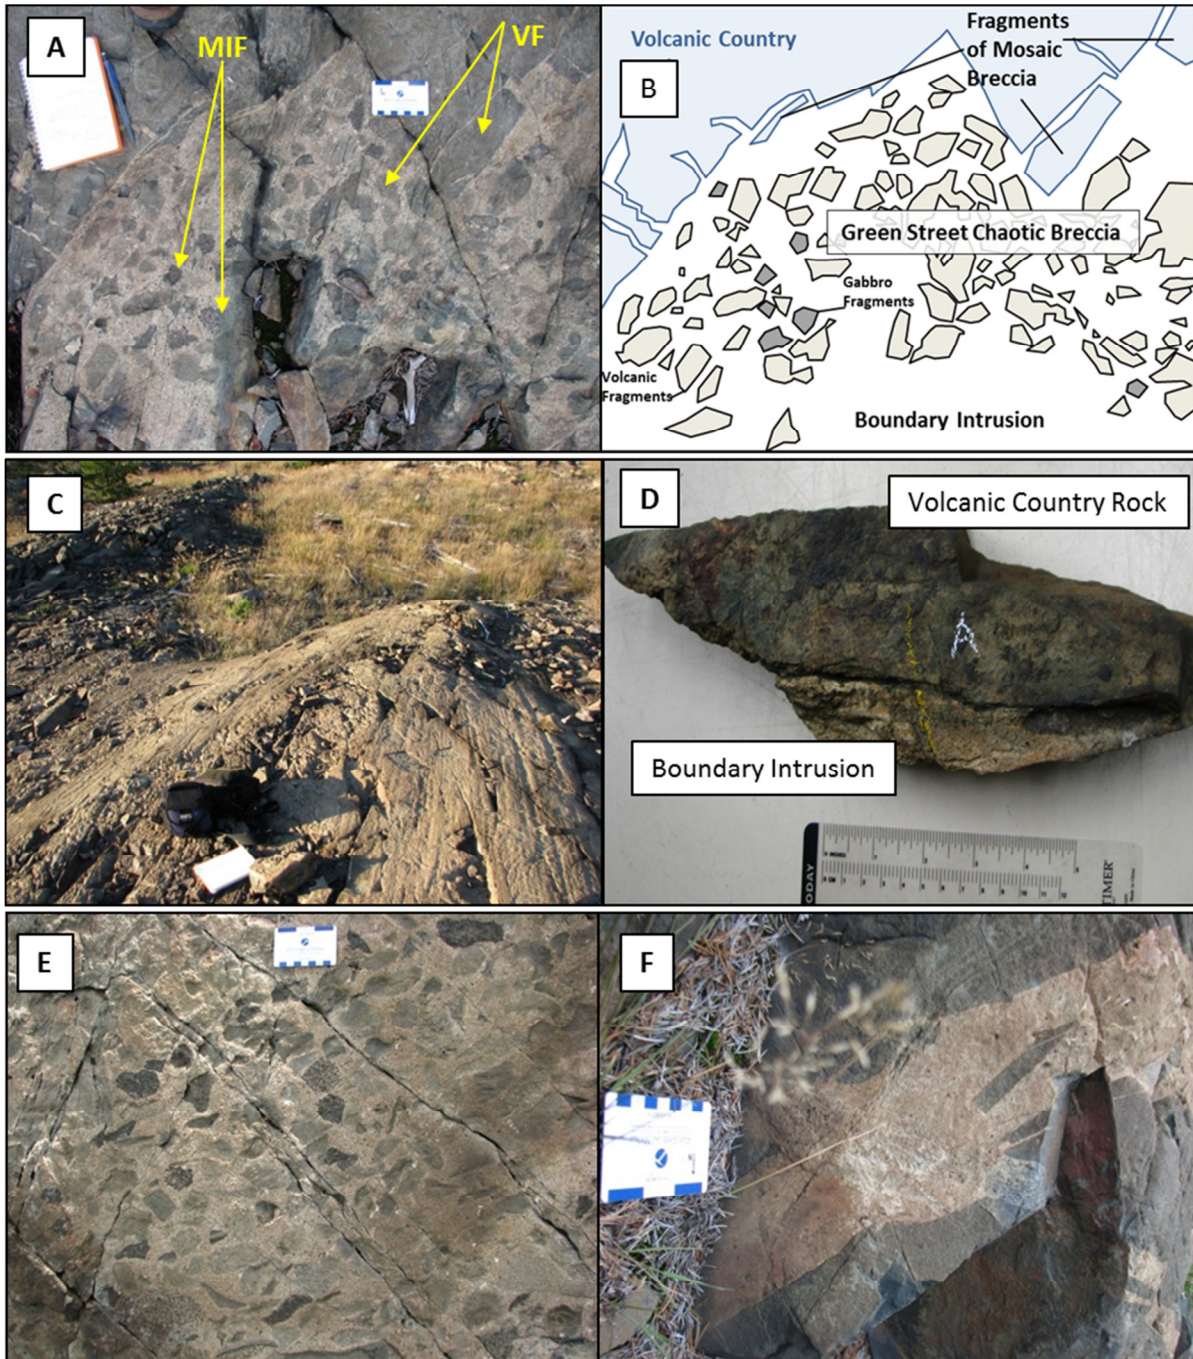 A
MIF
VF
B
Volcanic Country
Fragments
of Mosaic
Breccia
Green Street Chaotic Breccia
Gabbro
Fragments
Volcanic
Fragments
Boundary Intrusion
C
D
Volcanic Country Rock
A
Boundary Intrusion
E
F